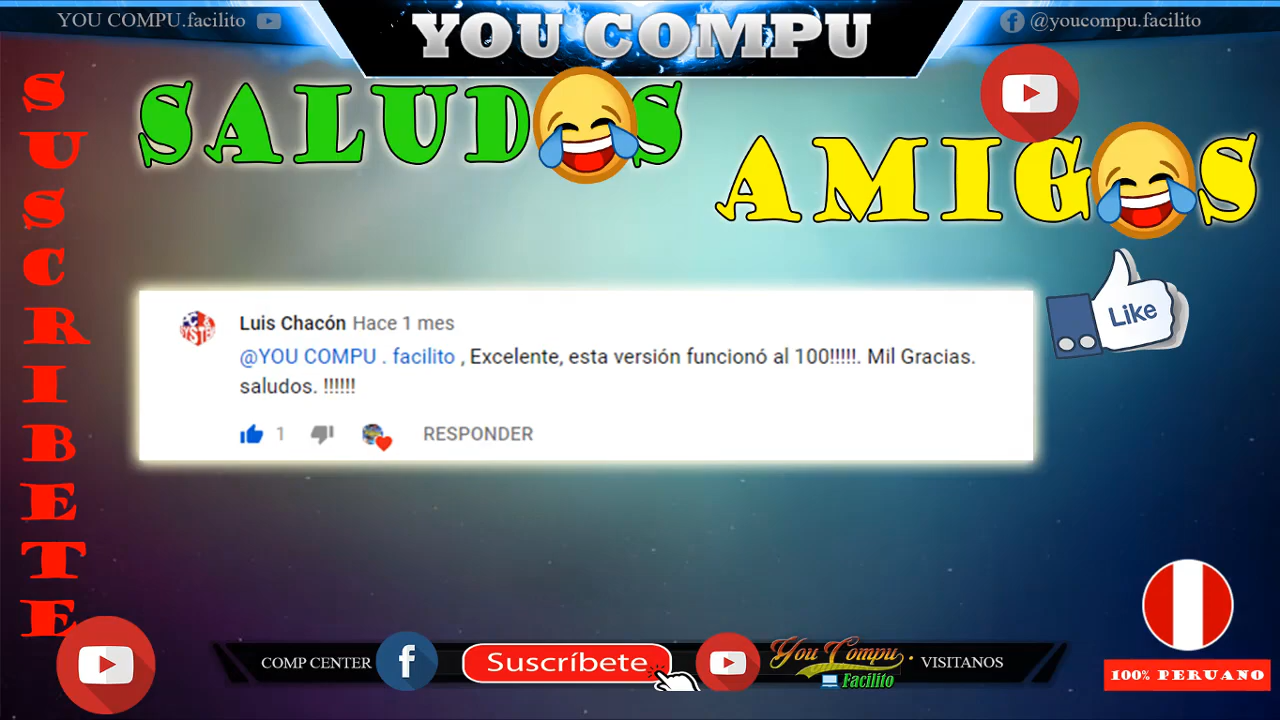 YOU COMPU.facilito
YOU COMPU
@youcompu.facilito
SUSCRIBETE
SALUDOS
AMIGOS
Like
Luis Chacón Hace 1 mes
@YOU COMPU . facilito , Excelente, esta versión funcionó al 100!!!!!. Mil Gracias.
saludos. !!!!!!
1 RESPONDER
100% PERUANO
COMP CENTER
Suscríbete
You Compu
Facilito
VISITANOS